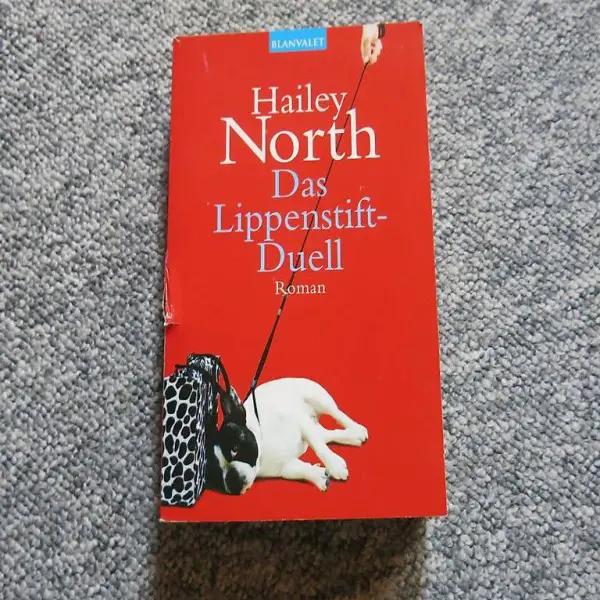 BLANVALET
Hailey
North
Das
Lippenstift-
Duell
Roman